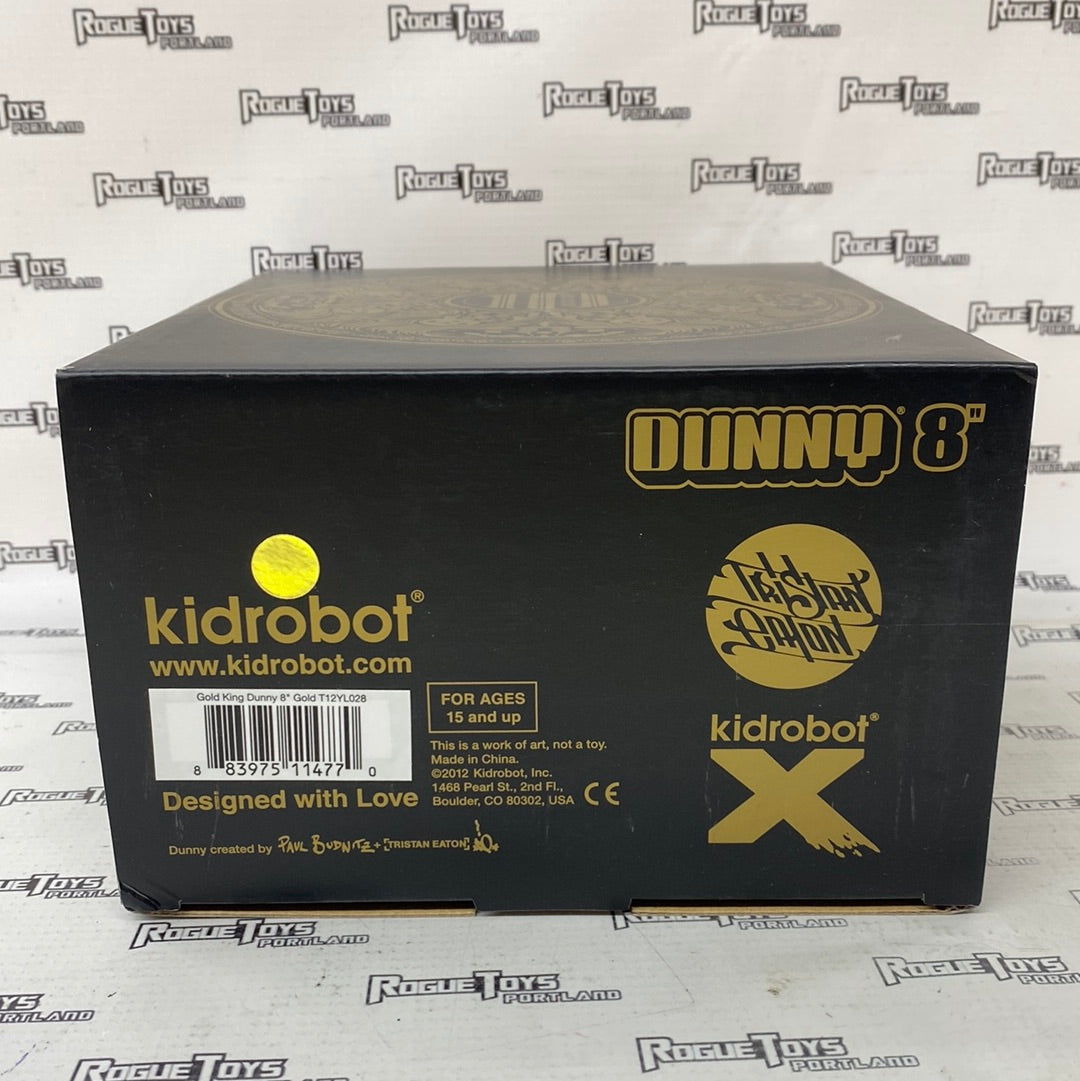 ROGUE TOYS PORTLAND
DUNNY® 8"
TRISTAN
EATON
kidrobot®
www.kidrobot.com
Gold King Dunny 8" Gold T12YL028
8 83975 11477 0
FOR AGES
15 and up
This is a work of art, not a toy.
Made in China.
©2012 Kidrobot, Inc.
1468 Pearl St., 2nd Fl.,
Boulder, CO 80302, USA CE
Designed with Love
Dunny created by PAUL BUDNITZ + [TRISTAN EATON]
kidrobot®
X